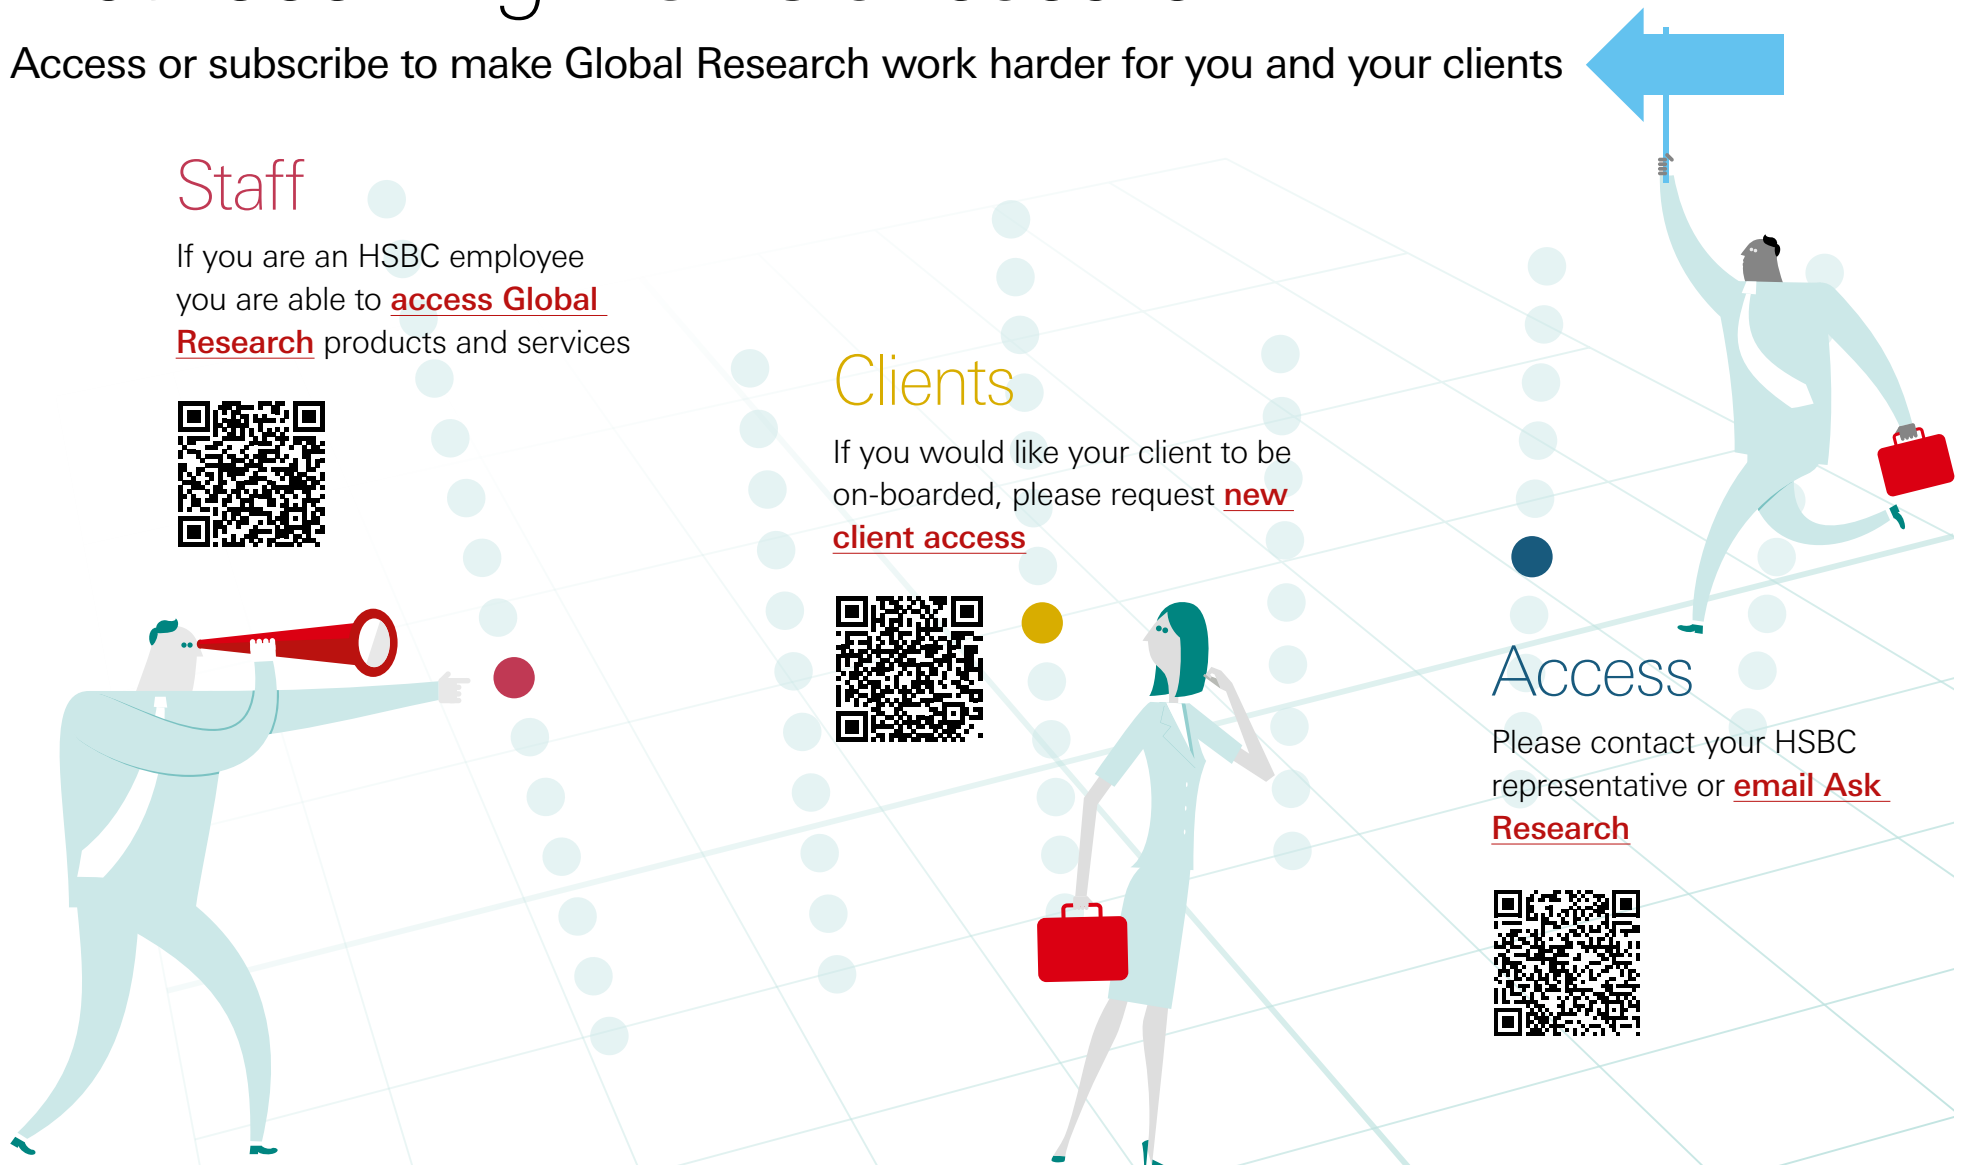 Access or subscribe to make Global Research work harder for you and your clients
Staff
If you are an HSBC employee
you are able to access Global
Research products and services
Clients
If you would like your client to be
on-boarded, please request new
client access
Access
Please contact your HSBC
representative or email Ask
Research